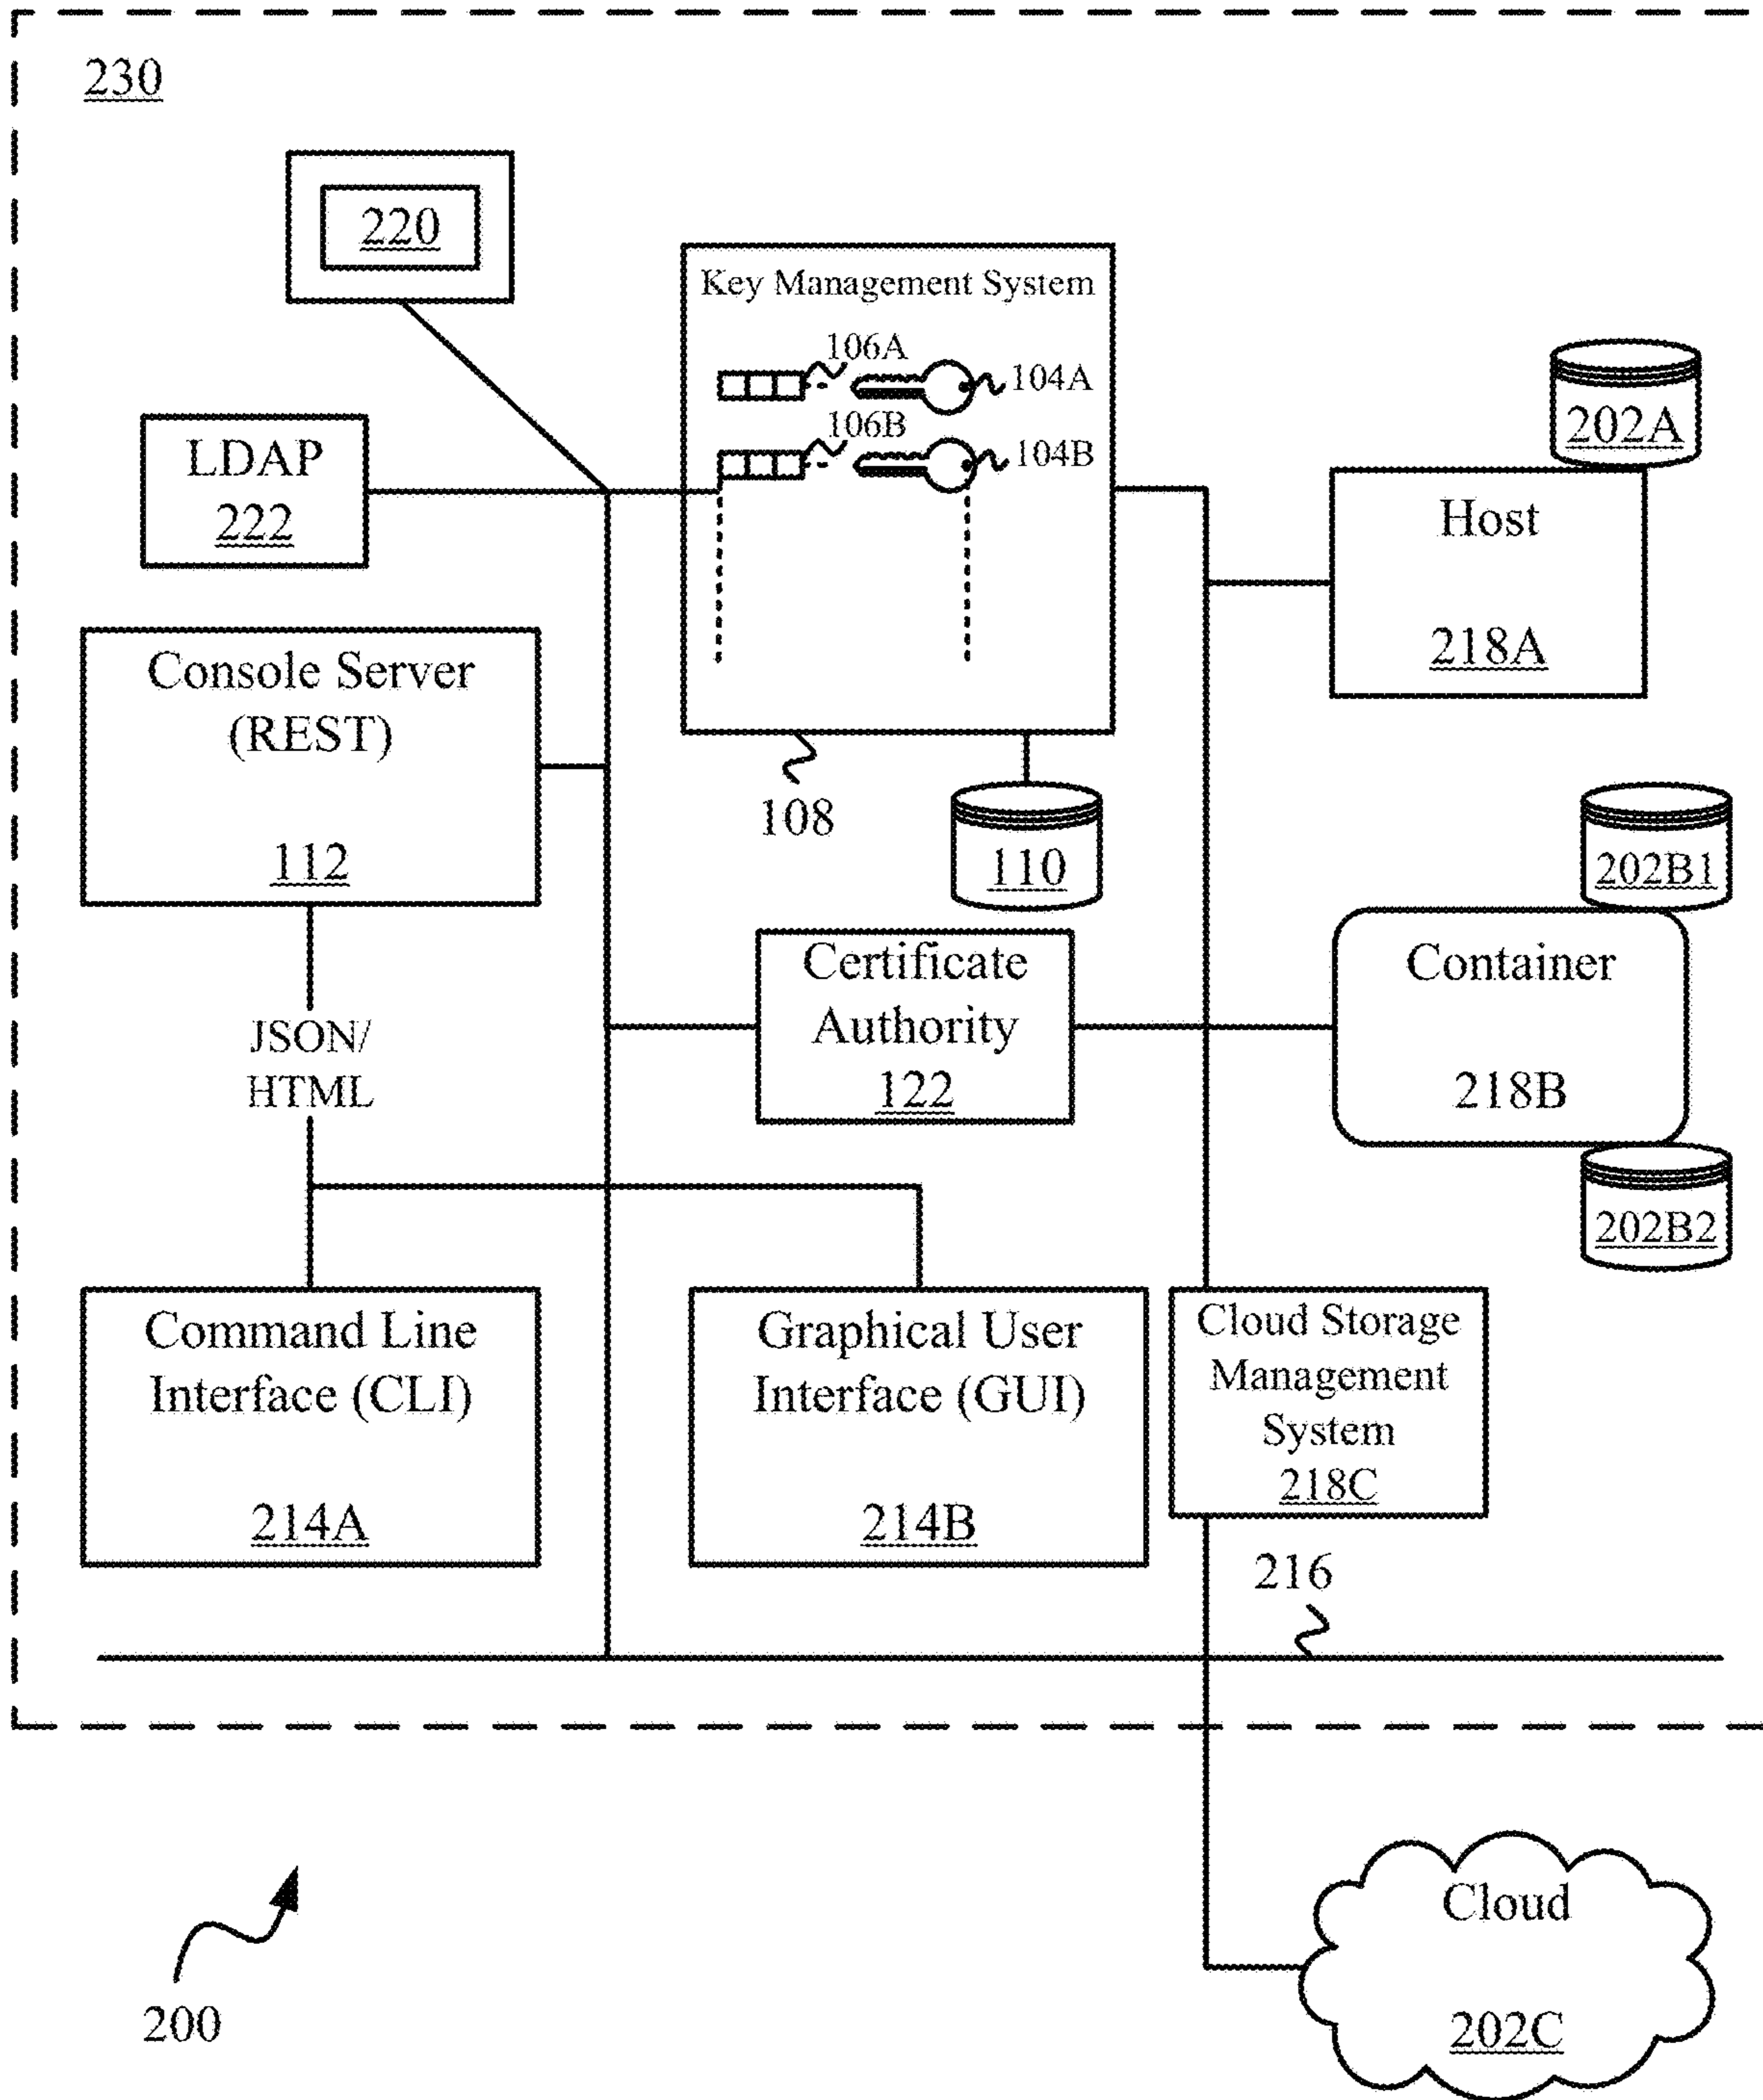 230
220
Key Management System
106A
104A
106B
104B
202A
LDAP
222
Host
218A
Console Server
(REST)
112
108
110
202B1
Certificate
Authority
122
Container
218B
JSON/
HTML
202B2
Command Line
Interface (CLI)
214A
Graphical User
Interface (GUI)
214B
Cloud Storage
Management
System
218C
216
Cloud
202C
200